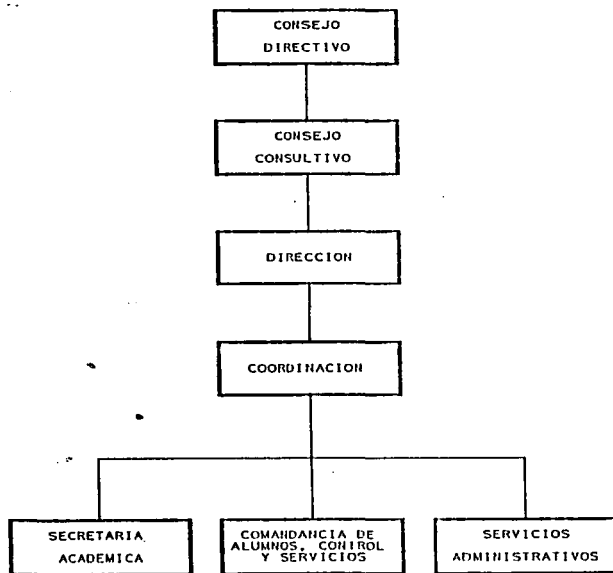 CONSEJO
DIRECTIVO
CONSEJO
CONSULTIVO
DIRECCION
COORDINACION
SECRETARIA
ACADEMICA
COMANDANCIA DE
ALUMNOS, CONTROL
Y SERVICIOS
SERVICIOS
ADMINISTRATIVOS